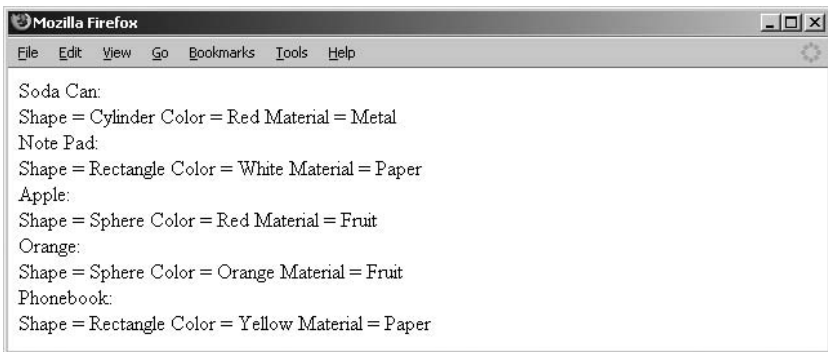 Mozilla Firefox
File Edit View Go Bookmarks Tools Help
Soda Can:
Shape = Cylinder Color = Red Material = Metal
Note Pad:
Shape = Rectangle Color = White Material = Paper
Apple:
Shape = Sphere Color = Red Material = Fruit
Orange:
Shape = Sphere Color = Orange Material = Fruit
Phonebook:
Shape = Rectangle Color = Yellow Material = Paper